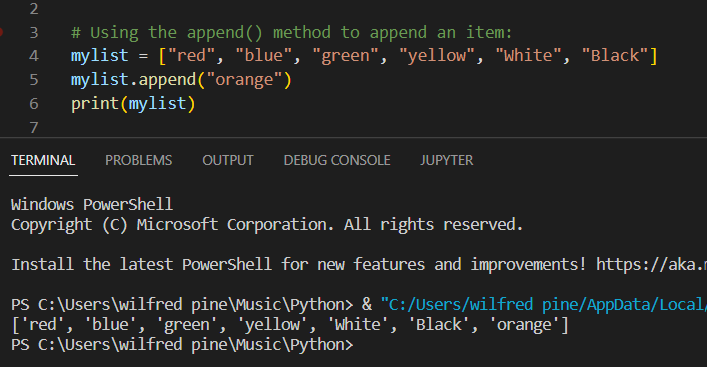 2
3 # Using the append() method to append an item:
4 mylist = ["red", "blue", "green", "yellow", "White", "Black"]
5 mylist.append("orange")
6 print(mylist)
7
TERMINAL PROBLEMS OUTPUT DEBUG CONSOLE JUPYTER
Windows PowerShell
Copyright (C) Microsoft Corporation. All rights reserved.
Install the latest PowerShell for new features and improvements! https://aka.
PS C:\Users\wilfred pine\Music\Python> & "C:/Users/wilfred pine/AppData/Local/
['red', 'blue', 'green', 'yellow', 'White', 'Black', 'orange']
PS C:\Users\wilfred pine\Music\Python>